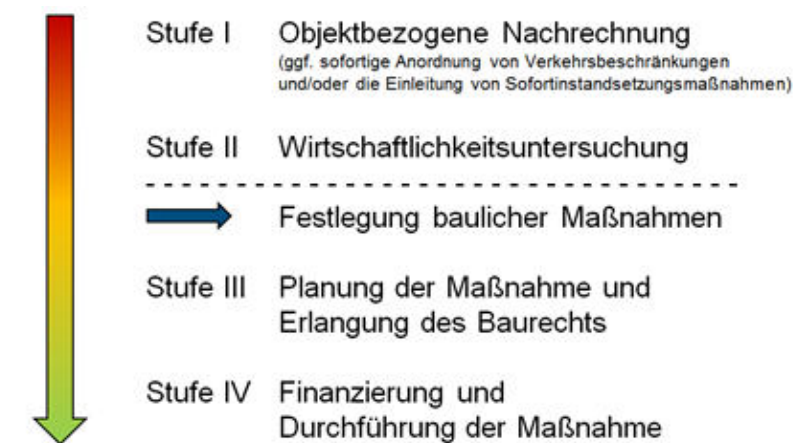 Stufe I Objektbezogene Nachrechnung
(ggf. sofortige Anordnung von Verkehrsbeschränkungen
und/oder die Einleitung von Sofortinstandsetzungsmaßnahmen)
Stufe II Wirtschaftlichkeitsuntersuchung
Festlegung baulicher Maßnahmen
Stufe III Planung der Maßnahme und
Erlangung des Baurechts
Stufe IV Finanzierung und
Durchführung der Maßnahme